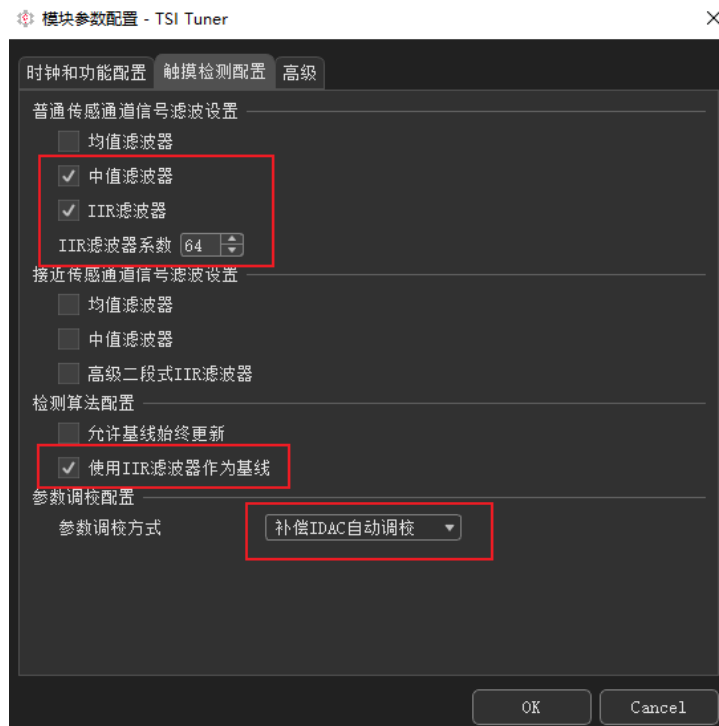 模块参数配置 - TSI Tuner
时钟和功能配置 触摸检测配置 高级
普通传感通道信号滤波设置
均值滤波器
中值滤波器
IIR滤波器
IIR滤波器系数 64
接近传感通道信号滤波设置
均值滤波器
中值滤波器
高级二段式IIR滤波器
检测算法配置
允许基线始终更新
使用IIR滤波器作为基线
参数调校配置
参数调校方式 补偿IDAC自动调校
OK Cancel